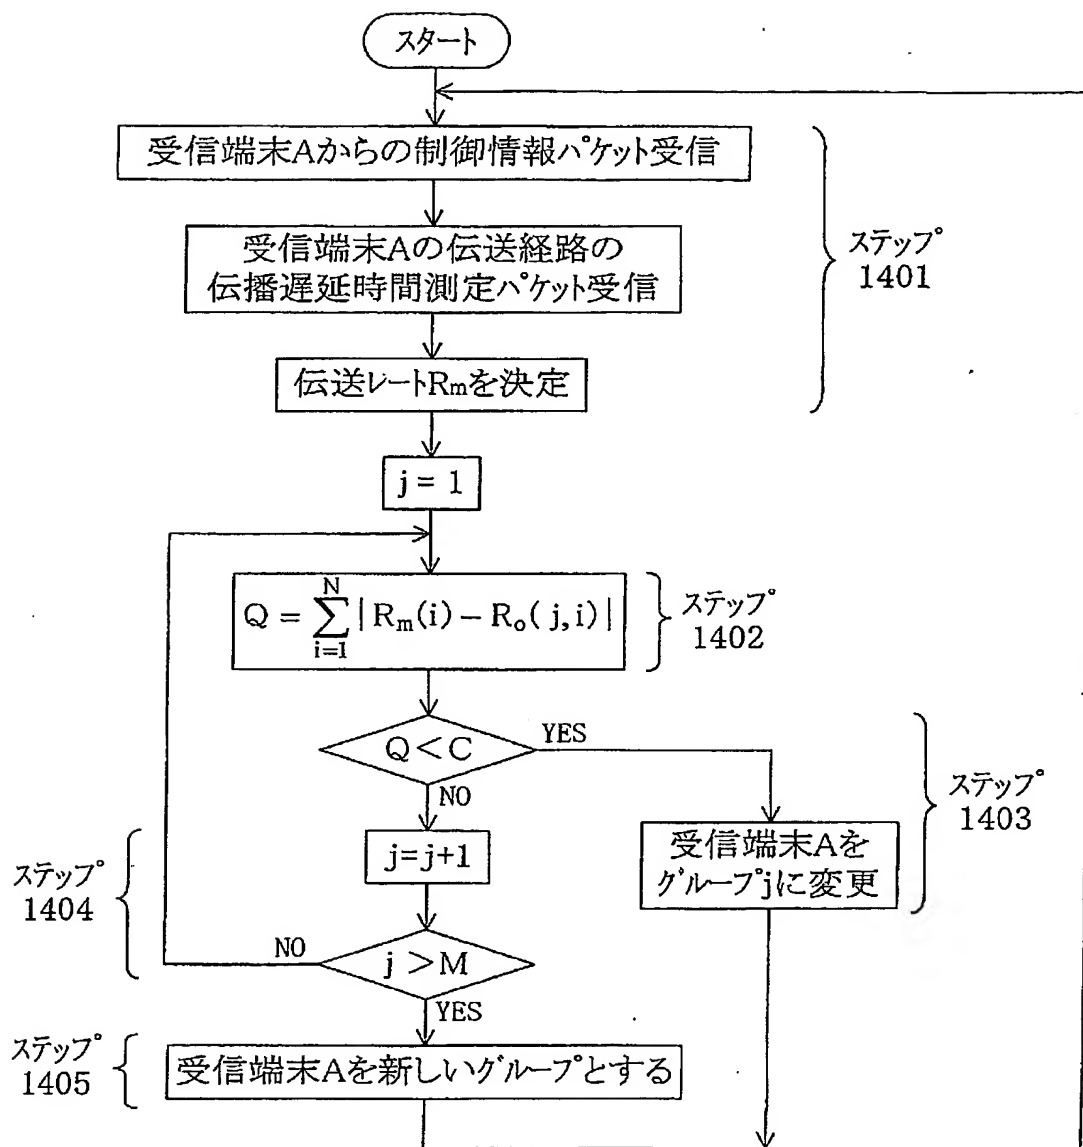 スタート
受信端末Aからの制御情報パケット受信
受信端末Aの伝送経路の
伝播遅延時間測定パケット受信
伝送レートRmを決定
ステップ
1401
j = 1
Q = \sum_{i=1}^{N} | Rm(i) − Ro( j,i) |
ステップ
1402
Q<C
YES
NO
受信端末Aを
グループjに変更
ステップ
1403
j=j+1
j >M
NO
YES
ステップ
1404
受信端末Aを新しいグループとする
ステップ
1405